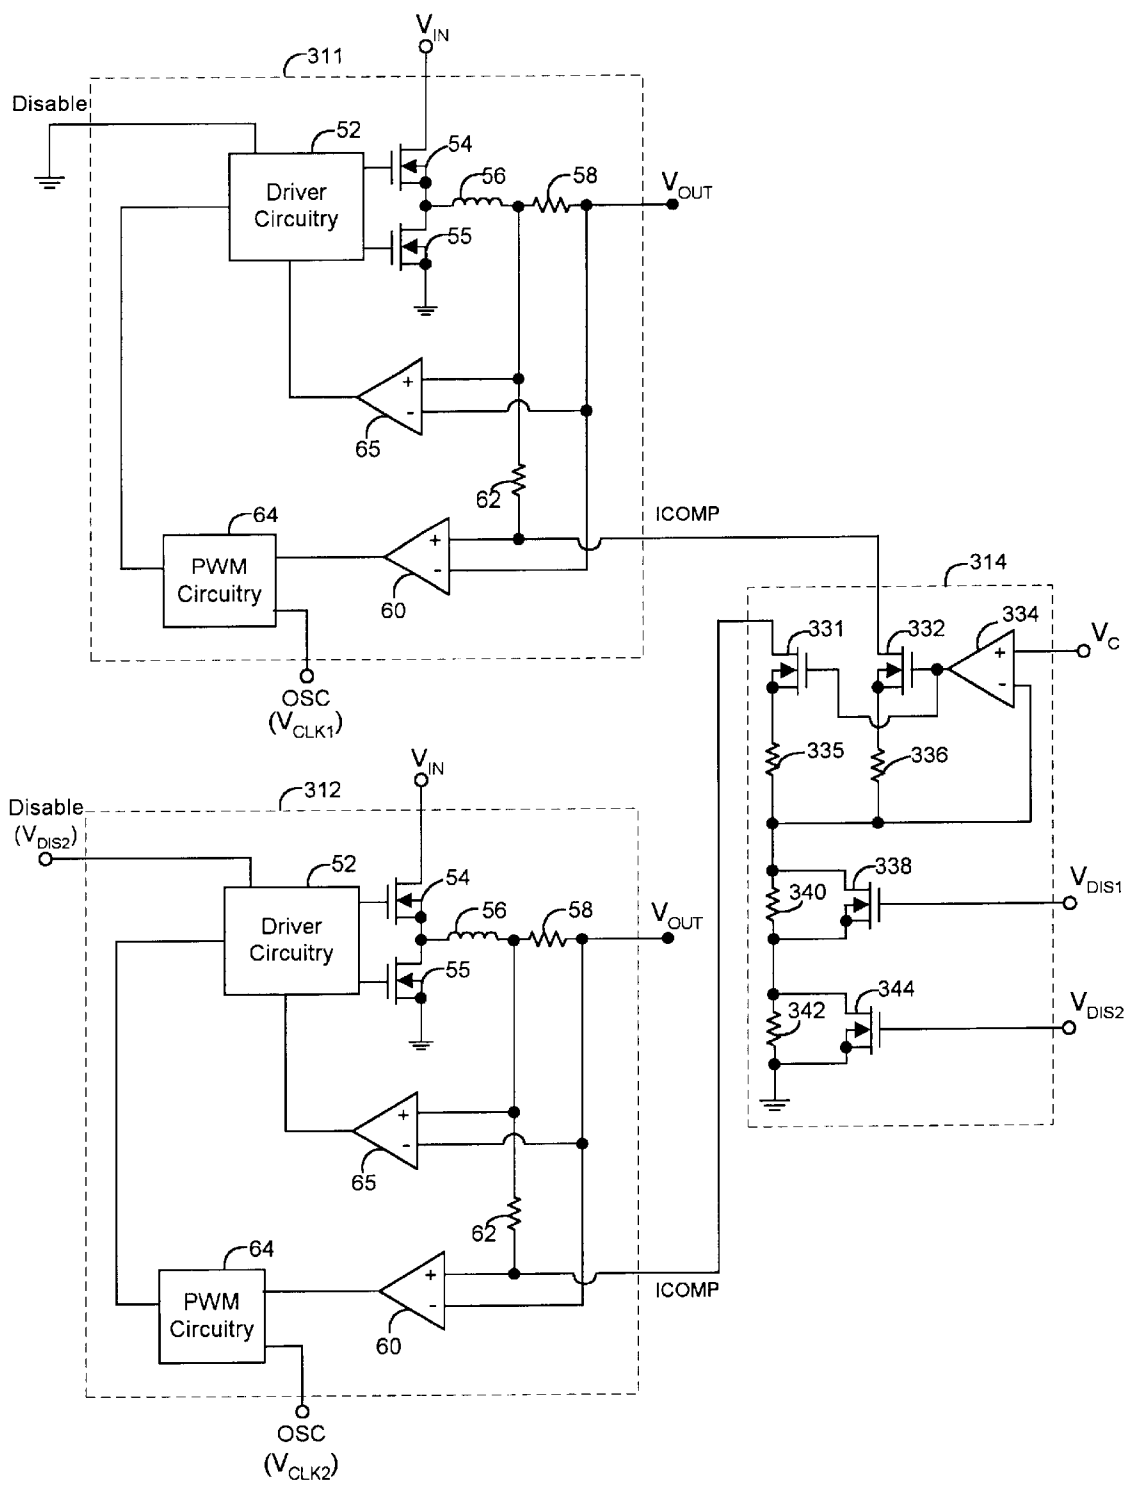 V_IN
311
Disable
52
54
Driver
Circuitry
56
58
V_OUT
55
+
-
65
62
ICOMP
64
PWM
Circuitry
+
-
60
314
331
332
334
V_C
+
-
OSC
(V_CLK1)
335
336
V_IN
312
Disable
(V_DIS2)
52
54
338
V_DIS1
340
Driver
Circuitry
56
58
V_OUT
55
344
342
V_DIS2
+
-
65
62
64
PWM
Circuitry
+
-
ICOMP
60
OSC
(V_CLK2)